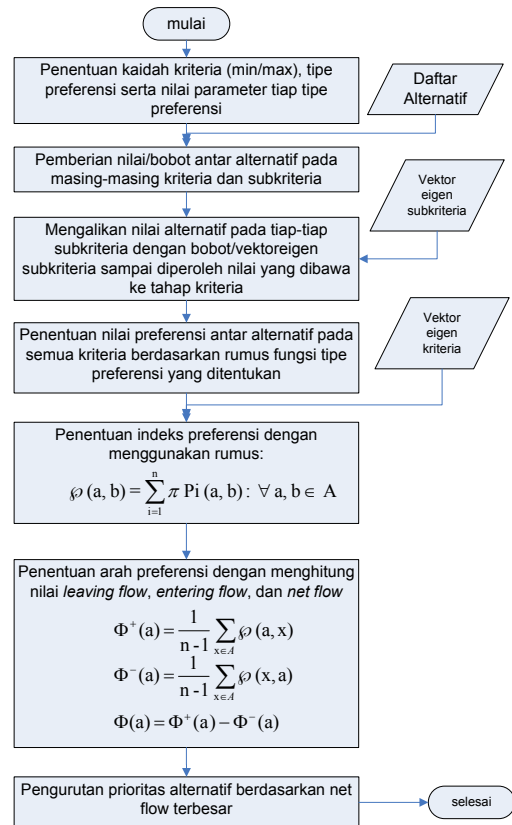 mulai
Penentuan kaidah kriteria (min/max), tipe
preferensi serta nilai parameter tiap tipe
preferensi
Daftar
Alternatif
Pemberian nilai/bobot antar alternatif pada
masing-masing kriteria dan subkriteria
Vektor
eigen
subkriteria
Mengalikan nilai alternatif pada tiap-tiap
subkriteria dengan bobot/vektoreigen
subkriteria sampai diperoleh nilai yang dibawa
ke tahap kriteria
Penentuan nilai preferensi antar alternatif pada
semua kriteria berdasarkan rumus fungsi tipe
preferensi yang ditentukan
Vektor
eigen
kriteria
Penentuan indeks preferensi dengan
menggunakan rumus:
℘(a, b) = ∑_{i=1}^{n} π Pi (a, b) : ∀ a, b ∈ A
Penentuan arah preferensi dengan menghitung
nilai leaving flow, entering flow, dan net flow
Φ⁺(a) = 1/(n-1) ∑_{x∈A} ℘(a, x)
Φ⁻(a) = 1/(n-1) ∑_{x∈A} ℘(x, a)
Φ(a) = Φ⁺(a) − Φ⁻(a)
Pengurutan prioritas alternatif berdasarkan net
flow terbesar
selesai